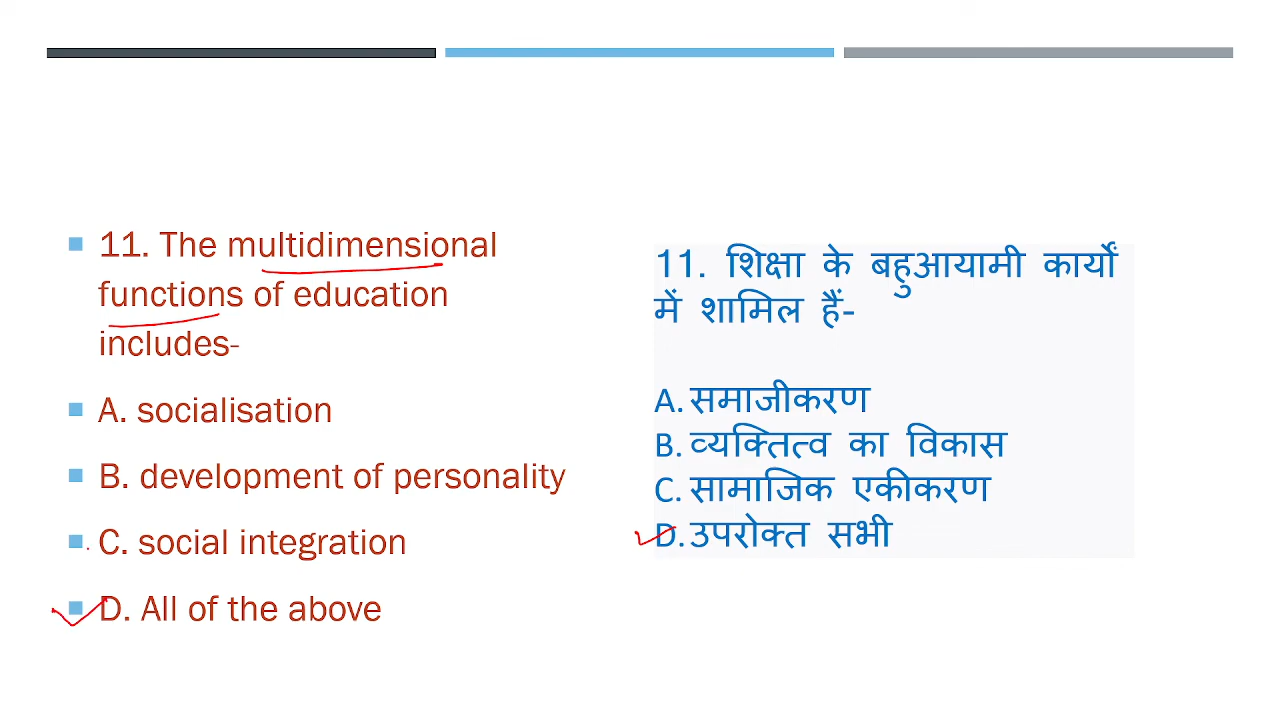 11. The multidimensional
functions of education
includes-
A. socialisation
B. development of personality
C. social integration
D. All of the above
11. शिक्षा के बहुआयामी कार्यों
में शामिल हैं-
A. समाजीकरण
B. व्यक्तित्व का विकास
C. सामाजिक एकीकरण
D. उपरोक्त सभी